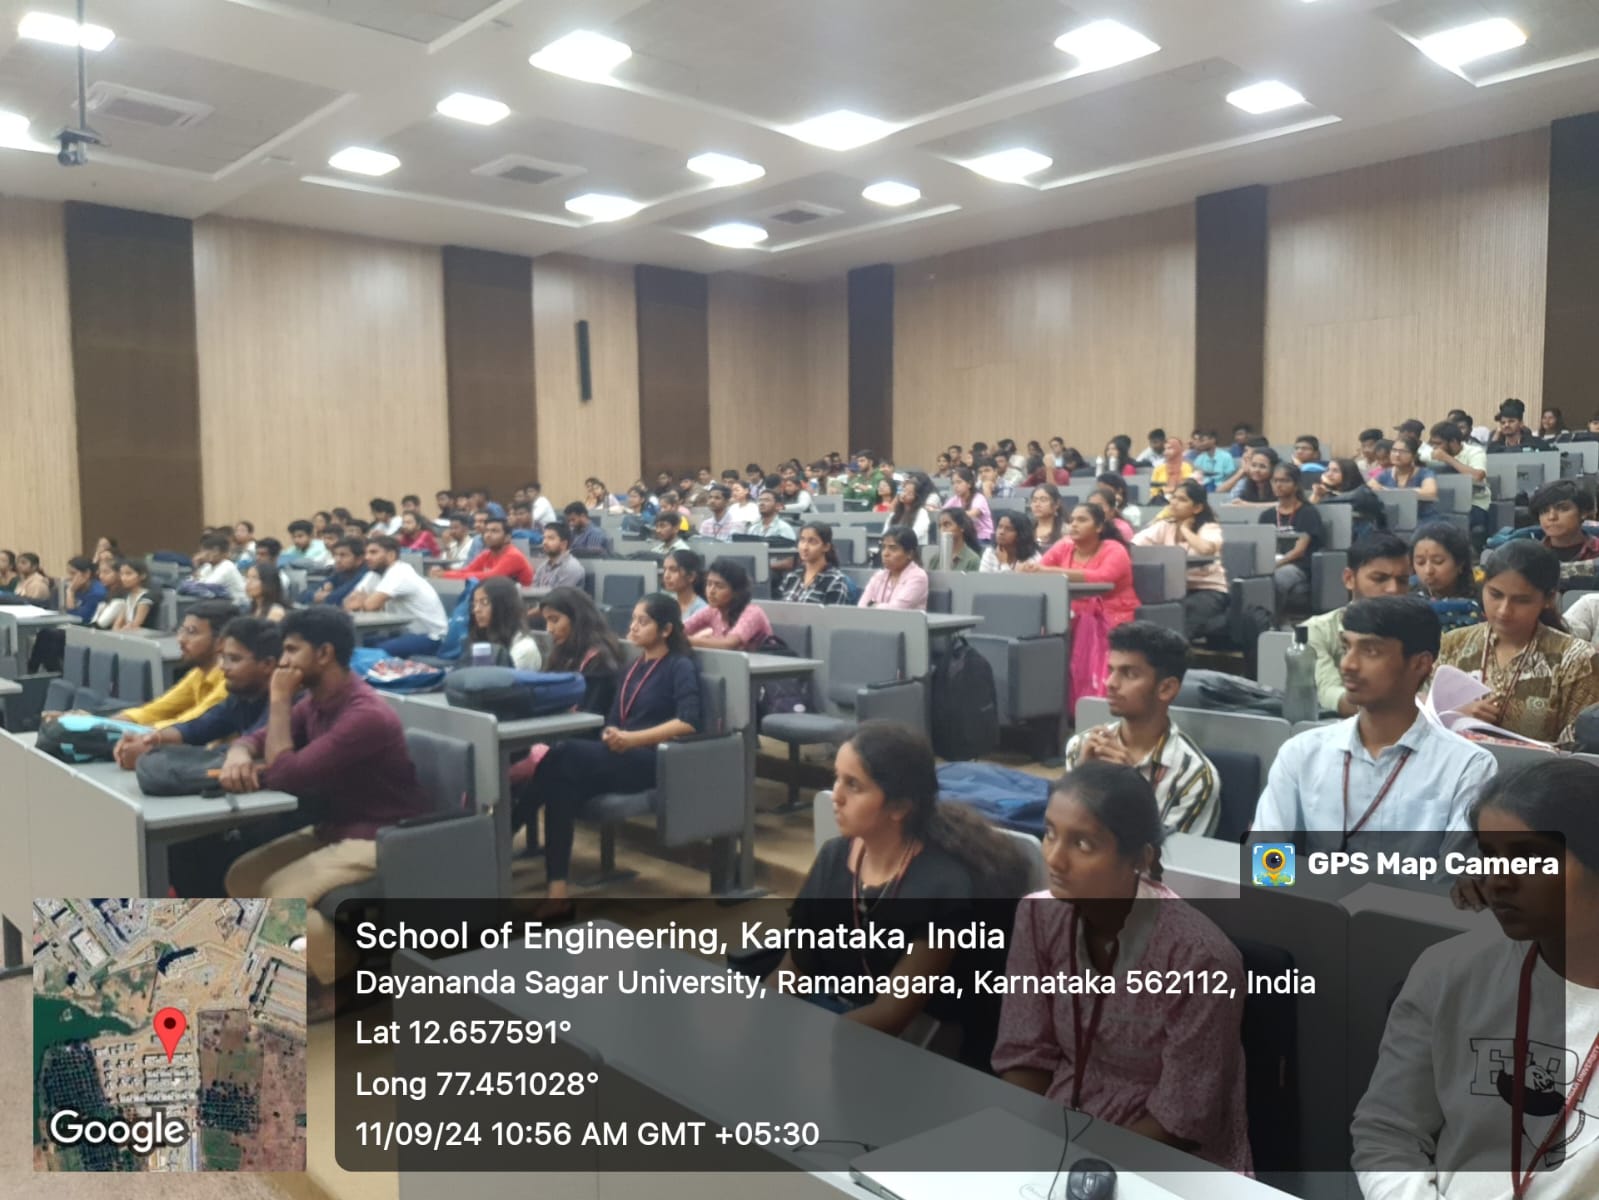 GPS Map Camera
School of Engineering, Karnataka, India
Dayananda Sagar University, Ramanagara, Karnataka 562112, India
Lat 12.657591°
Long 77.451028°
11/09/24 10:56 AM GMT +05:30
Google